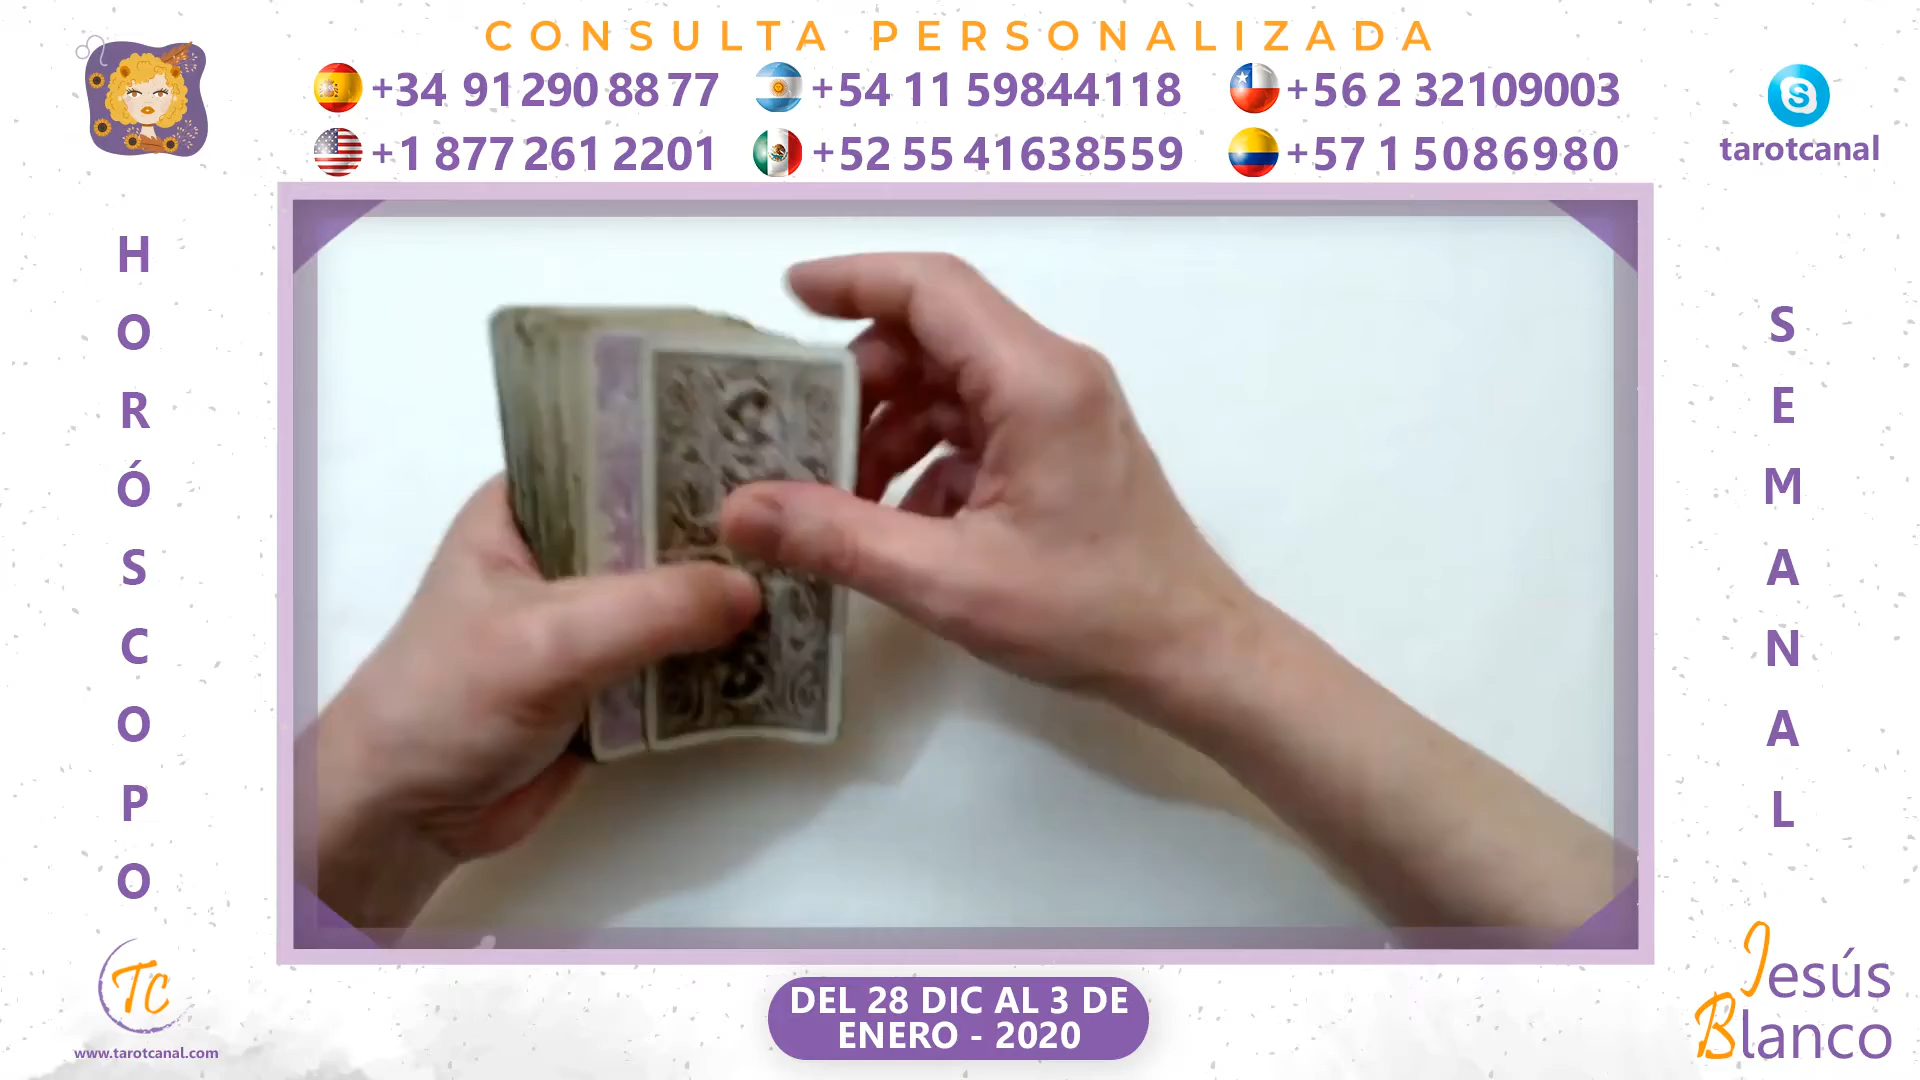 CONSULTA PERSONALIZADA
+34 91 290 88 77
+54 11 59844118
+56 2 32109003
+1 877 261 2201
+52 55 41638559
+57 1 5086980
tarotcanal
HORÓSCOPO
SEMANAL
TC
www.tarotcanal.com
DEL 28 DIC AL 3 DE
ENERO - 2020
Jesús
Blanco